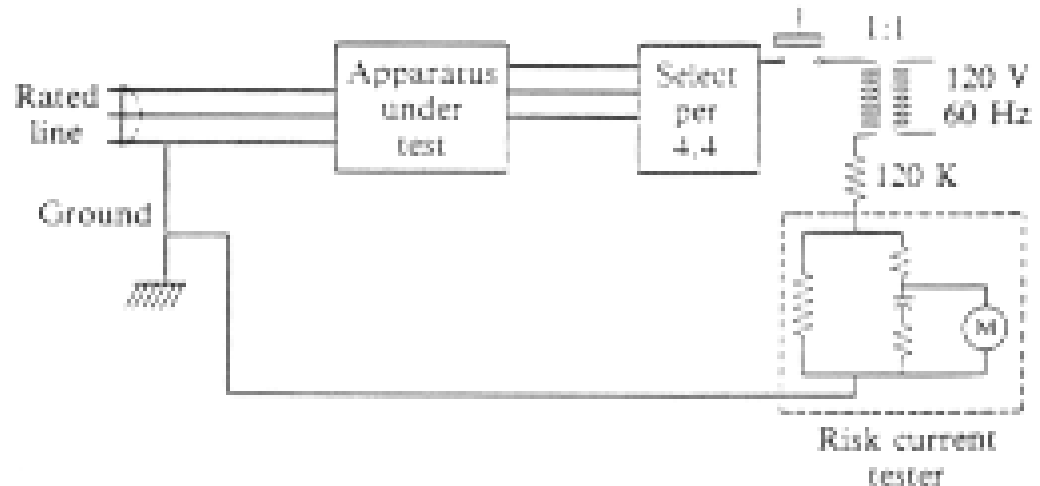 Rated
line
Apparatus
under
test
Select
per
4.4
1:1
120 V
60 Hz
120 K
Ground
M
Risk current
tester